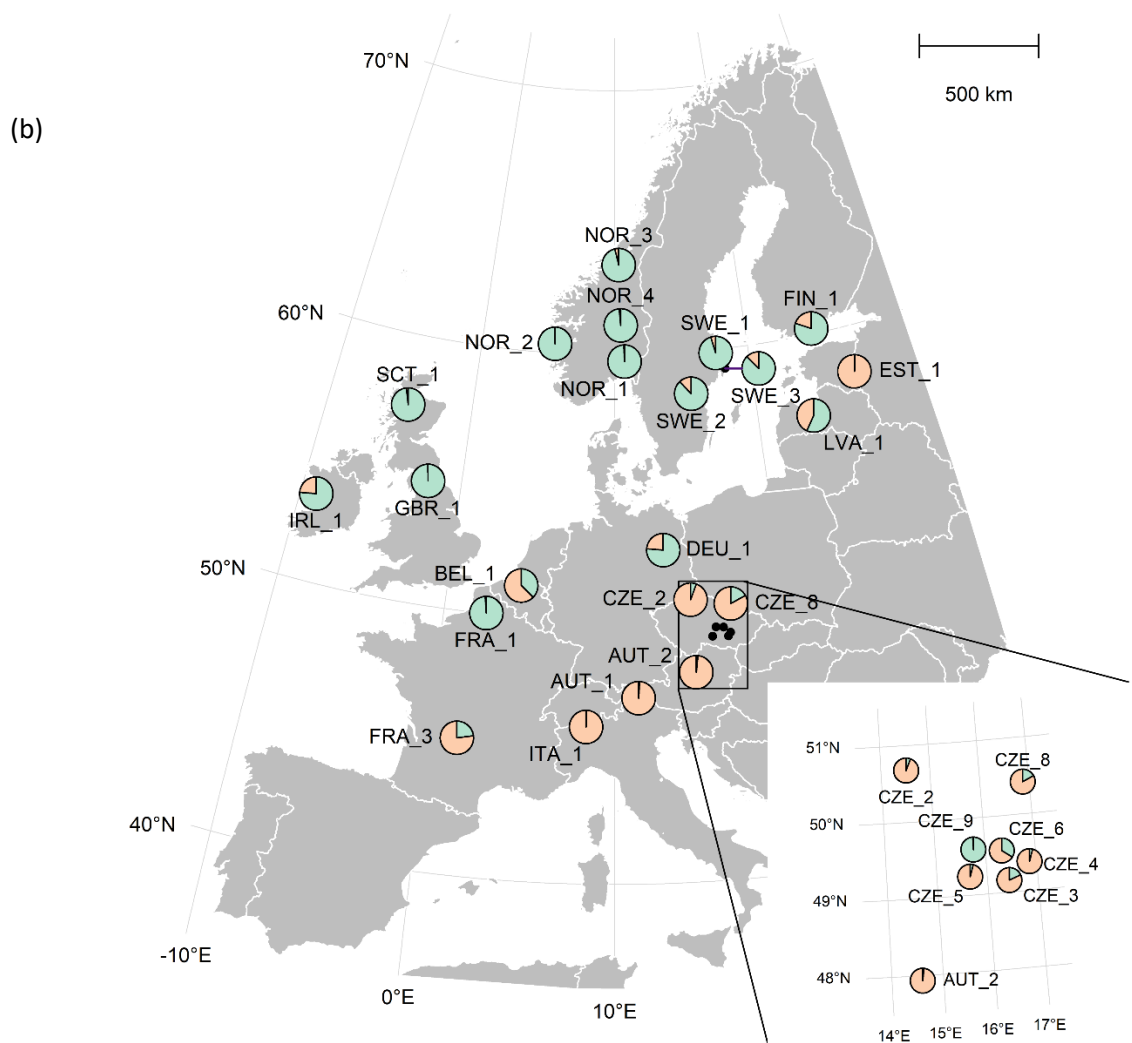 70°N
500 km
(b)
NOR_3
NOR_4
FIN_1
60°N
SWE_1
NOR_2
EST_1
SCT_1
NOR_1
SWE_3
SWE_2
LVA_1
GBR_1
IRL_1
DEU_1
50°N
BEL_1
CZE_2
CZE_8
FRA_1
AUT_2
AUT_1
FRA_3
ITA_1
51°N
CZE_8
CZE_2
40°N
50°N
CZE_9
CZE_6
CZE_4
CZE_5
CZE_3
49°N
-10°E
48°N
AUT_2
0°E
10°E
14°E
15°E
16°E
17°E